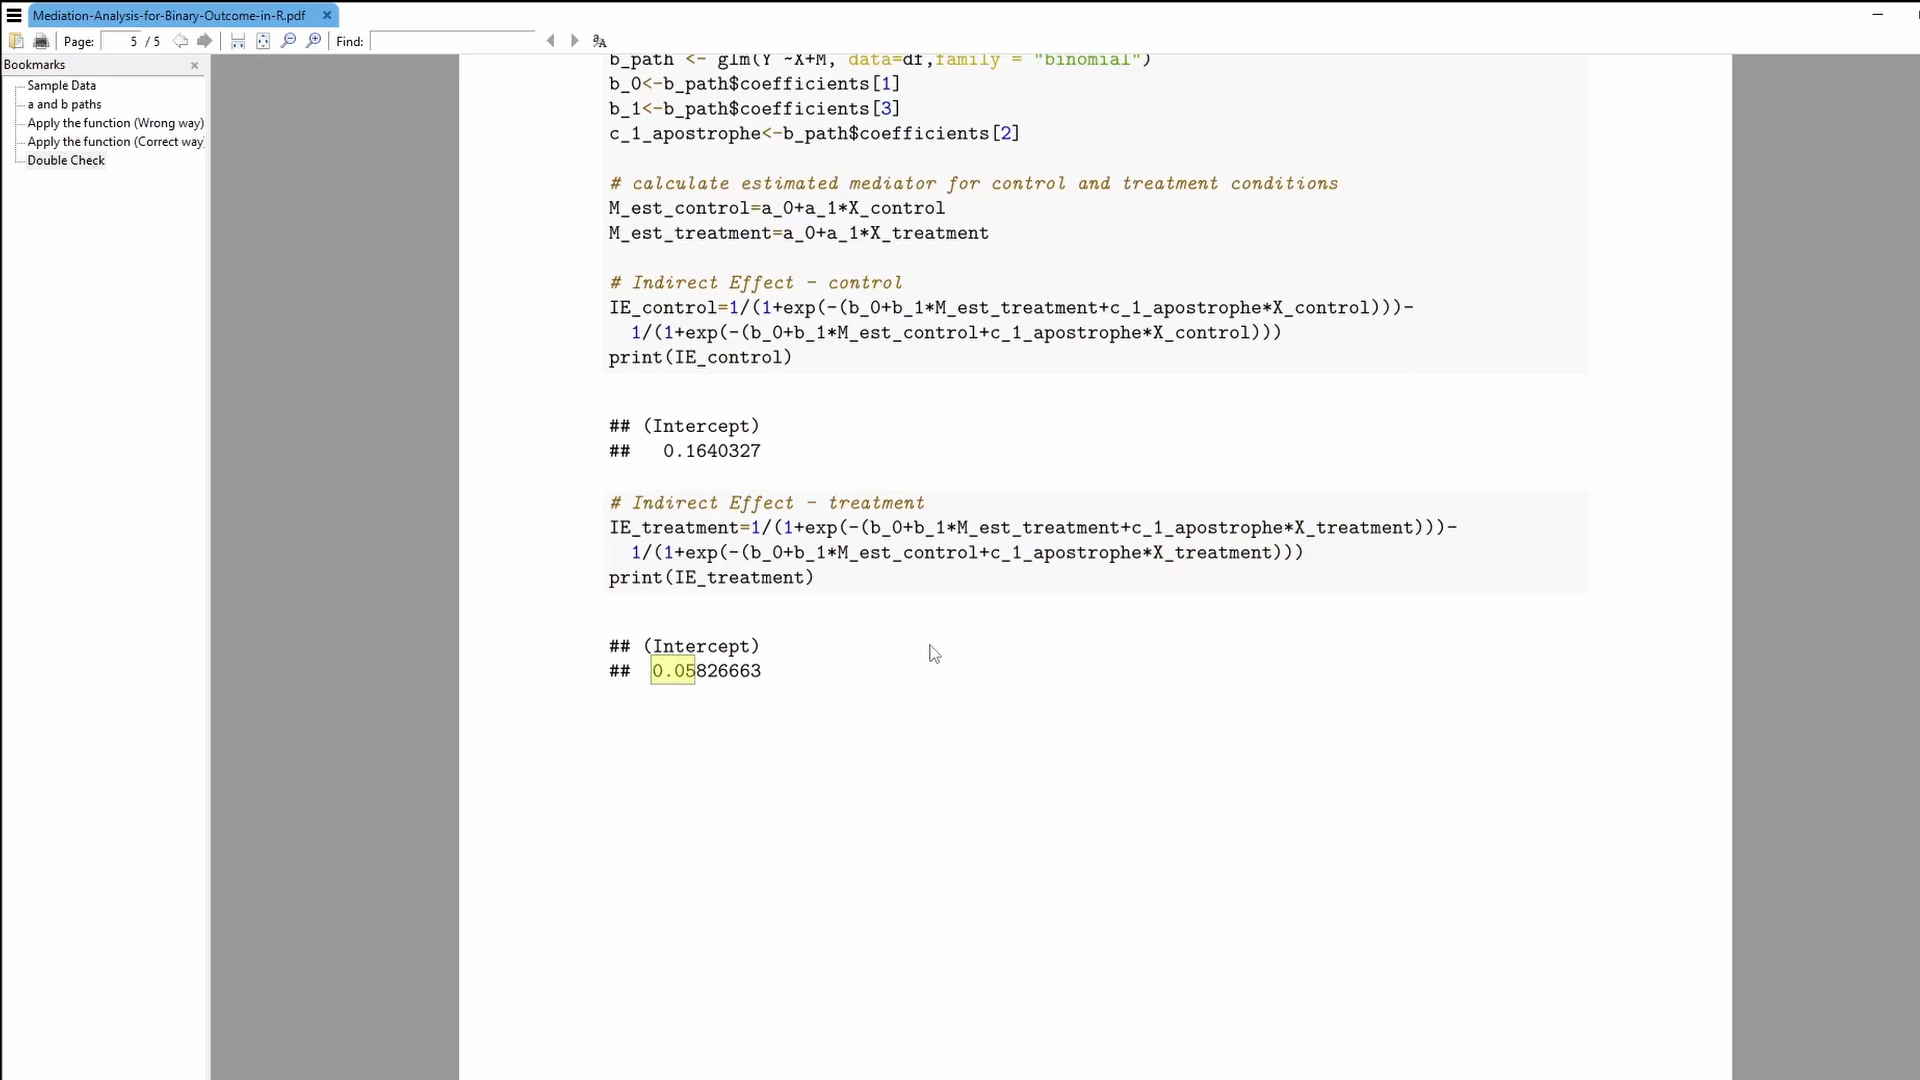 Mediation-Analysis-for-Binary-Outcome-in-R.pdf
Page: 5 / 5 Find:
Bookmarks
Sample Data
a and b paths
Apply the function (Wrong way)
Apply the function (Correct way
Double Check
b_path <- glm(Y ~X+M, data=df,family = "binomial")
b_0<-b_path$coefficients[1]
b_1<-b_path$coefficients[3]
c_1_apostrophe<-b_path$coefficients[2]
# calculate estimated mediator for control and treatment conditions
M_est_control=a_0+a_1*X_control
M_est_treatment=a_0+a_1*X_treatment
# Indirect Effect - control
IE_control=1/(1+exp(-(b_0+b_1*M_est_treatment+c_1_apostrophe*X_control)))-
1/(1+exp(-(b_0+b_1*M_est_control+c_1_apostrophe*X_control)))
print(IE_control)
## (Intercept)
## 0.1640327
# Indirect Effect - treatment
IE_treatment=1/(1+exp(-(b_0+b_1*M_est_treatment+c_1_apostrophe*X_treatment)))-
1/(1+exp(-(b_0+b_1*M_est_control+c_1_apostrophe*X_treatment)))
print(IE_treatment)
## (Intercept)
## 0.05826663